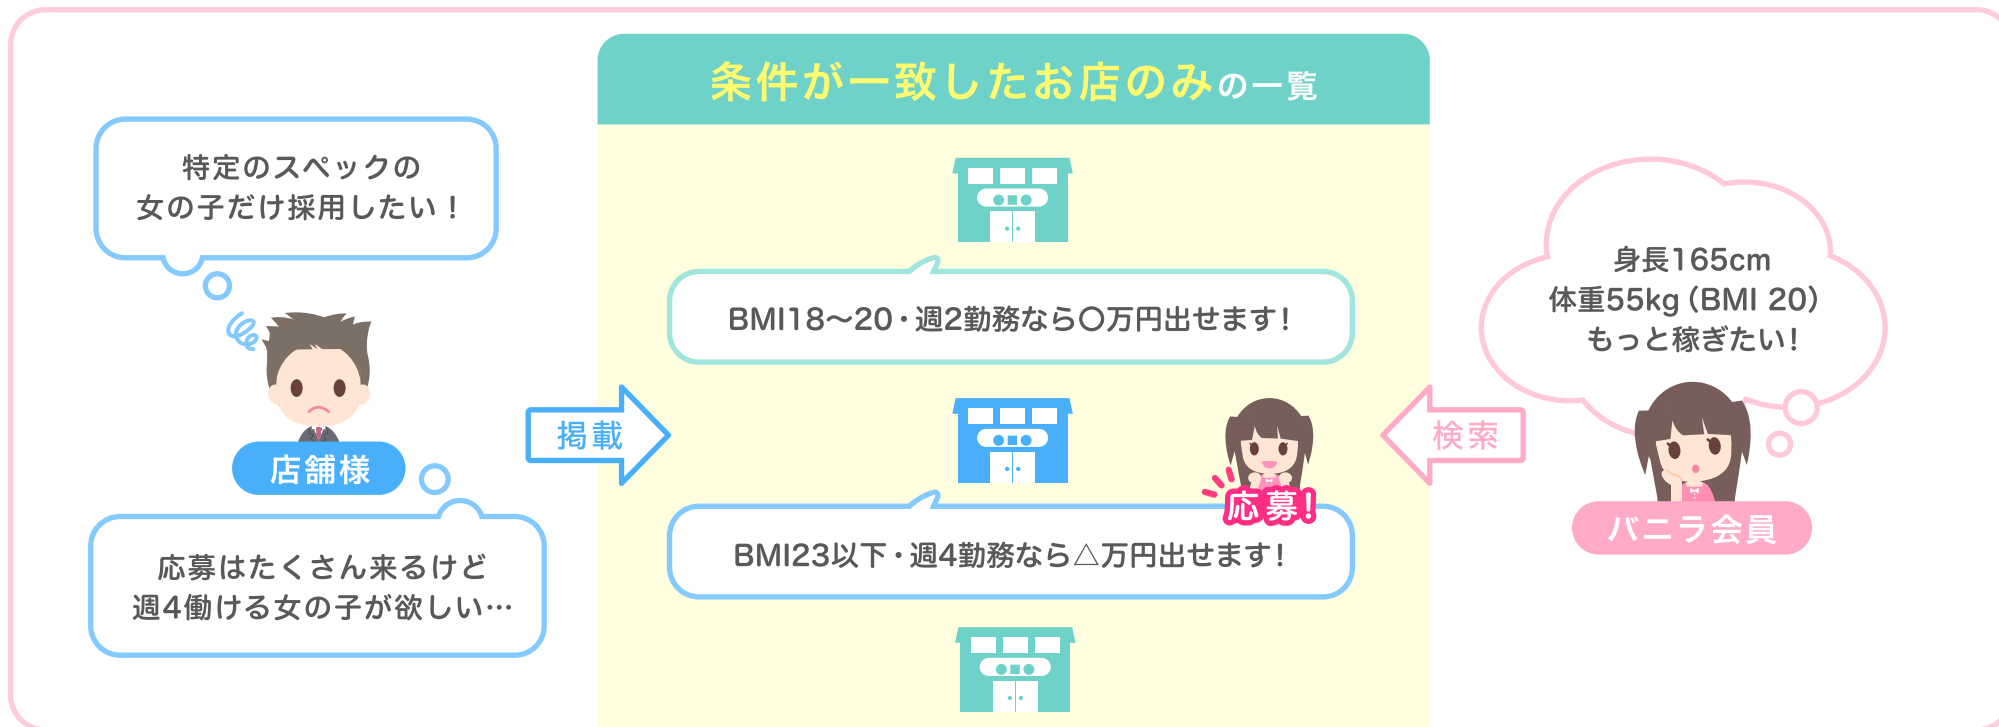 条件が一致したお店のみの一覧
特定のスペックの
女の子だけ採用したい！
店舗様
応募はたくさん来るけど
週4働ける女の子が欲しい…
掲載
BMI18〜20・週2勤務なら〇万円出せます！
応募！
BMI23以下・週4勤務なら△万円出せます！
検索
身長165cm
体重55kg（BMI 20）
もっと稼ぎたい！
バニラ会員